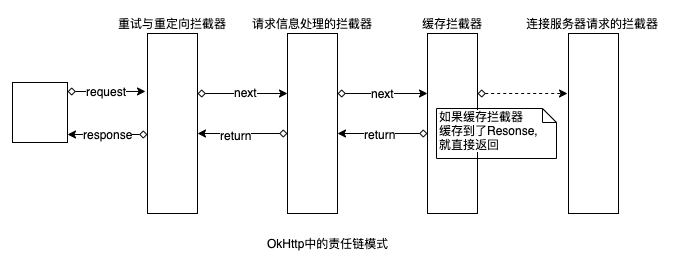 重试与重定向拦截器
请求信息处理的拦截器
缓存拦截器
连接服务器请求的拦截器
request
next
next
如果缓存拦截器
缓存到了Resonse,
就直接返回
response
return
return
OkHttp中的责任链模式